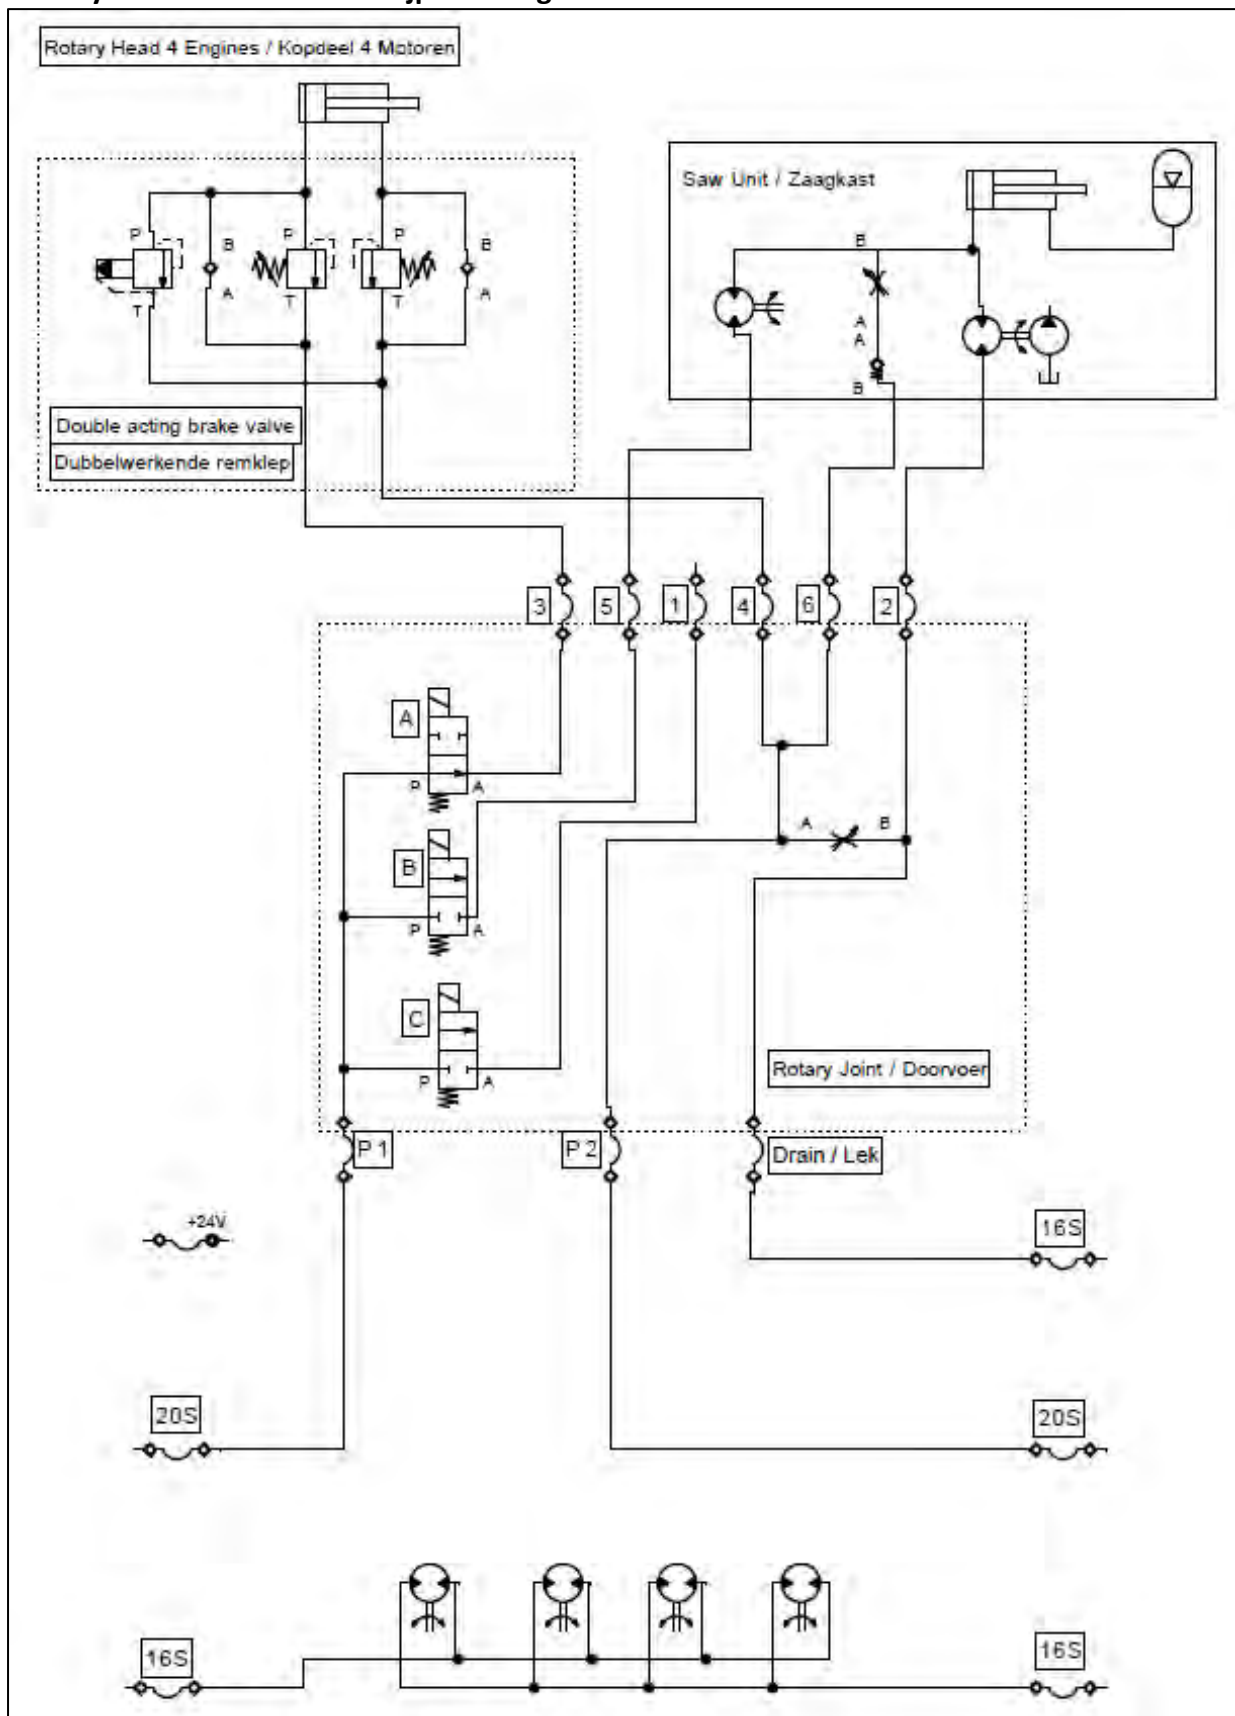 Rotary Head 4 Engines / Kopdeel 4 Motoren
Saw Unit / Zaagkast
P
B
P
P
B
T
A
T
T
A
B
A
A
B
Double acting brake valve
Dubbelwerkende remklep
3
5
1
4
6
2
A
P
A
A
B
B
P
A
C
P
A
Rotary Joint / Doorvoer
P 1
P 2
Drain / Lek
+24V
16S
20S
20S
16S
16S